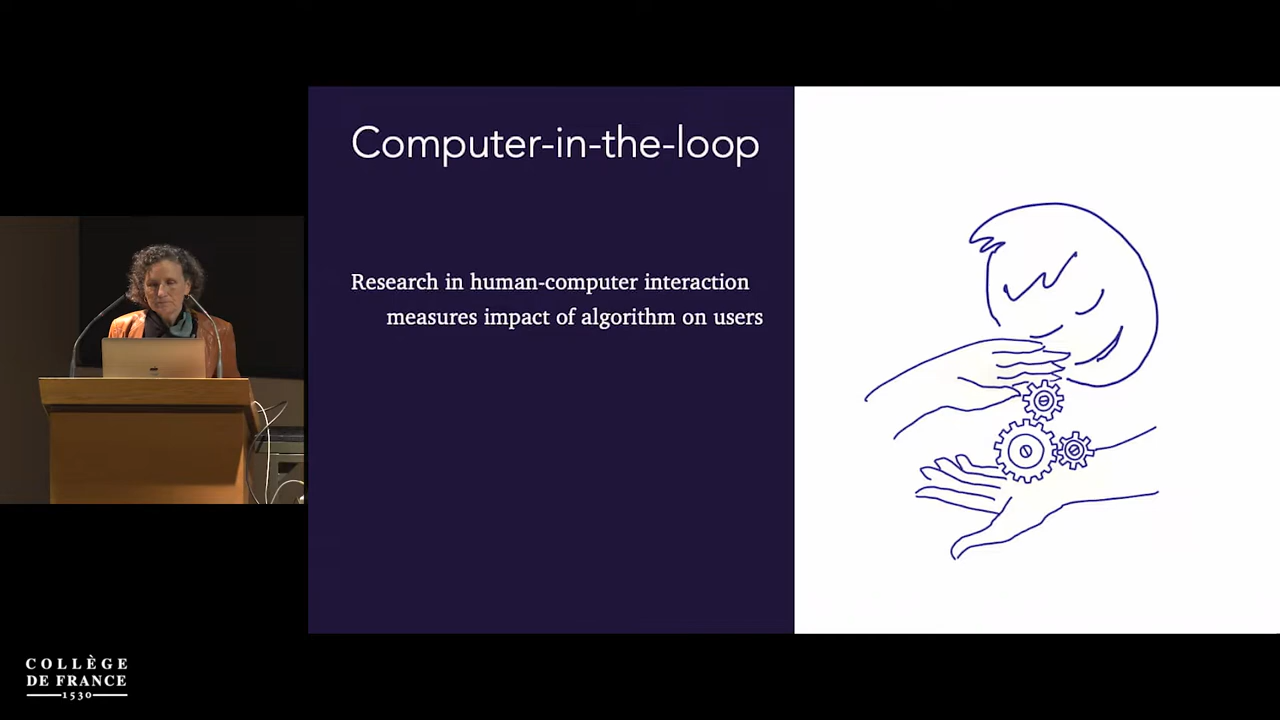 Computer-in-the-loop
Research in human-computer interaction
measures impact of algorithm on users
COLLÈGE
DE FRANCE
1530